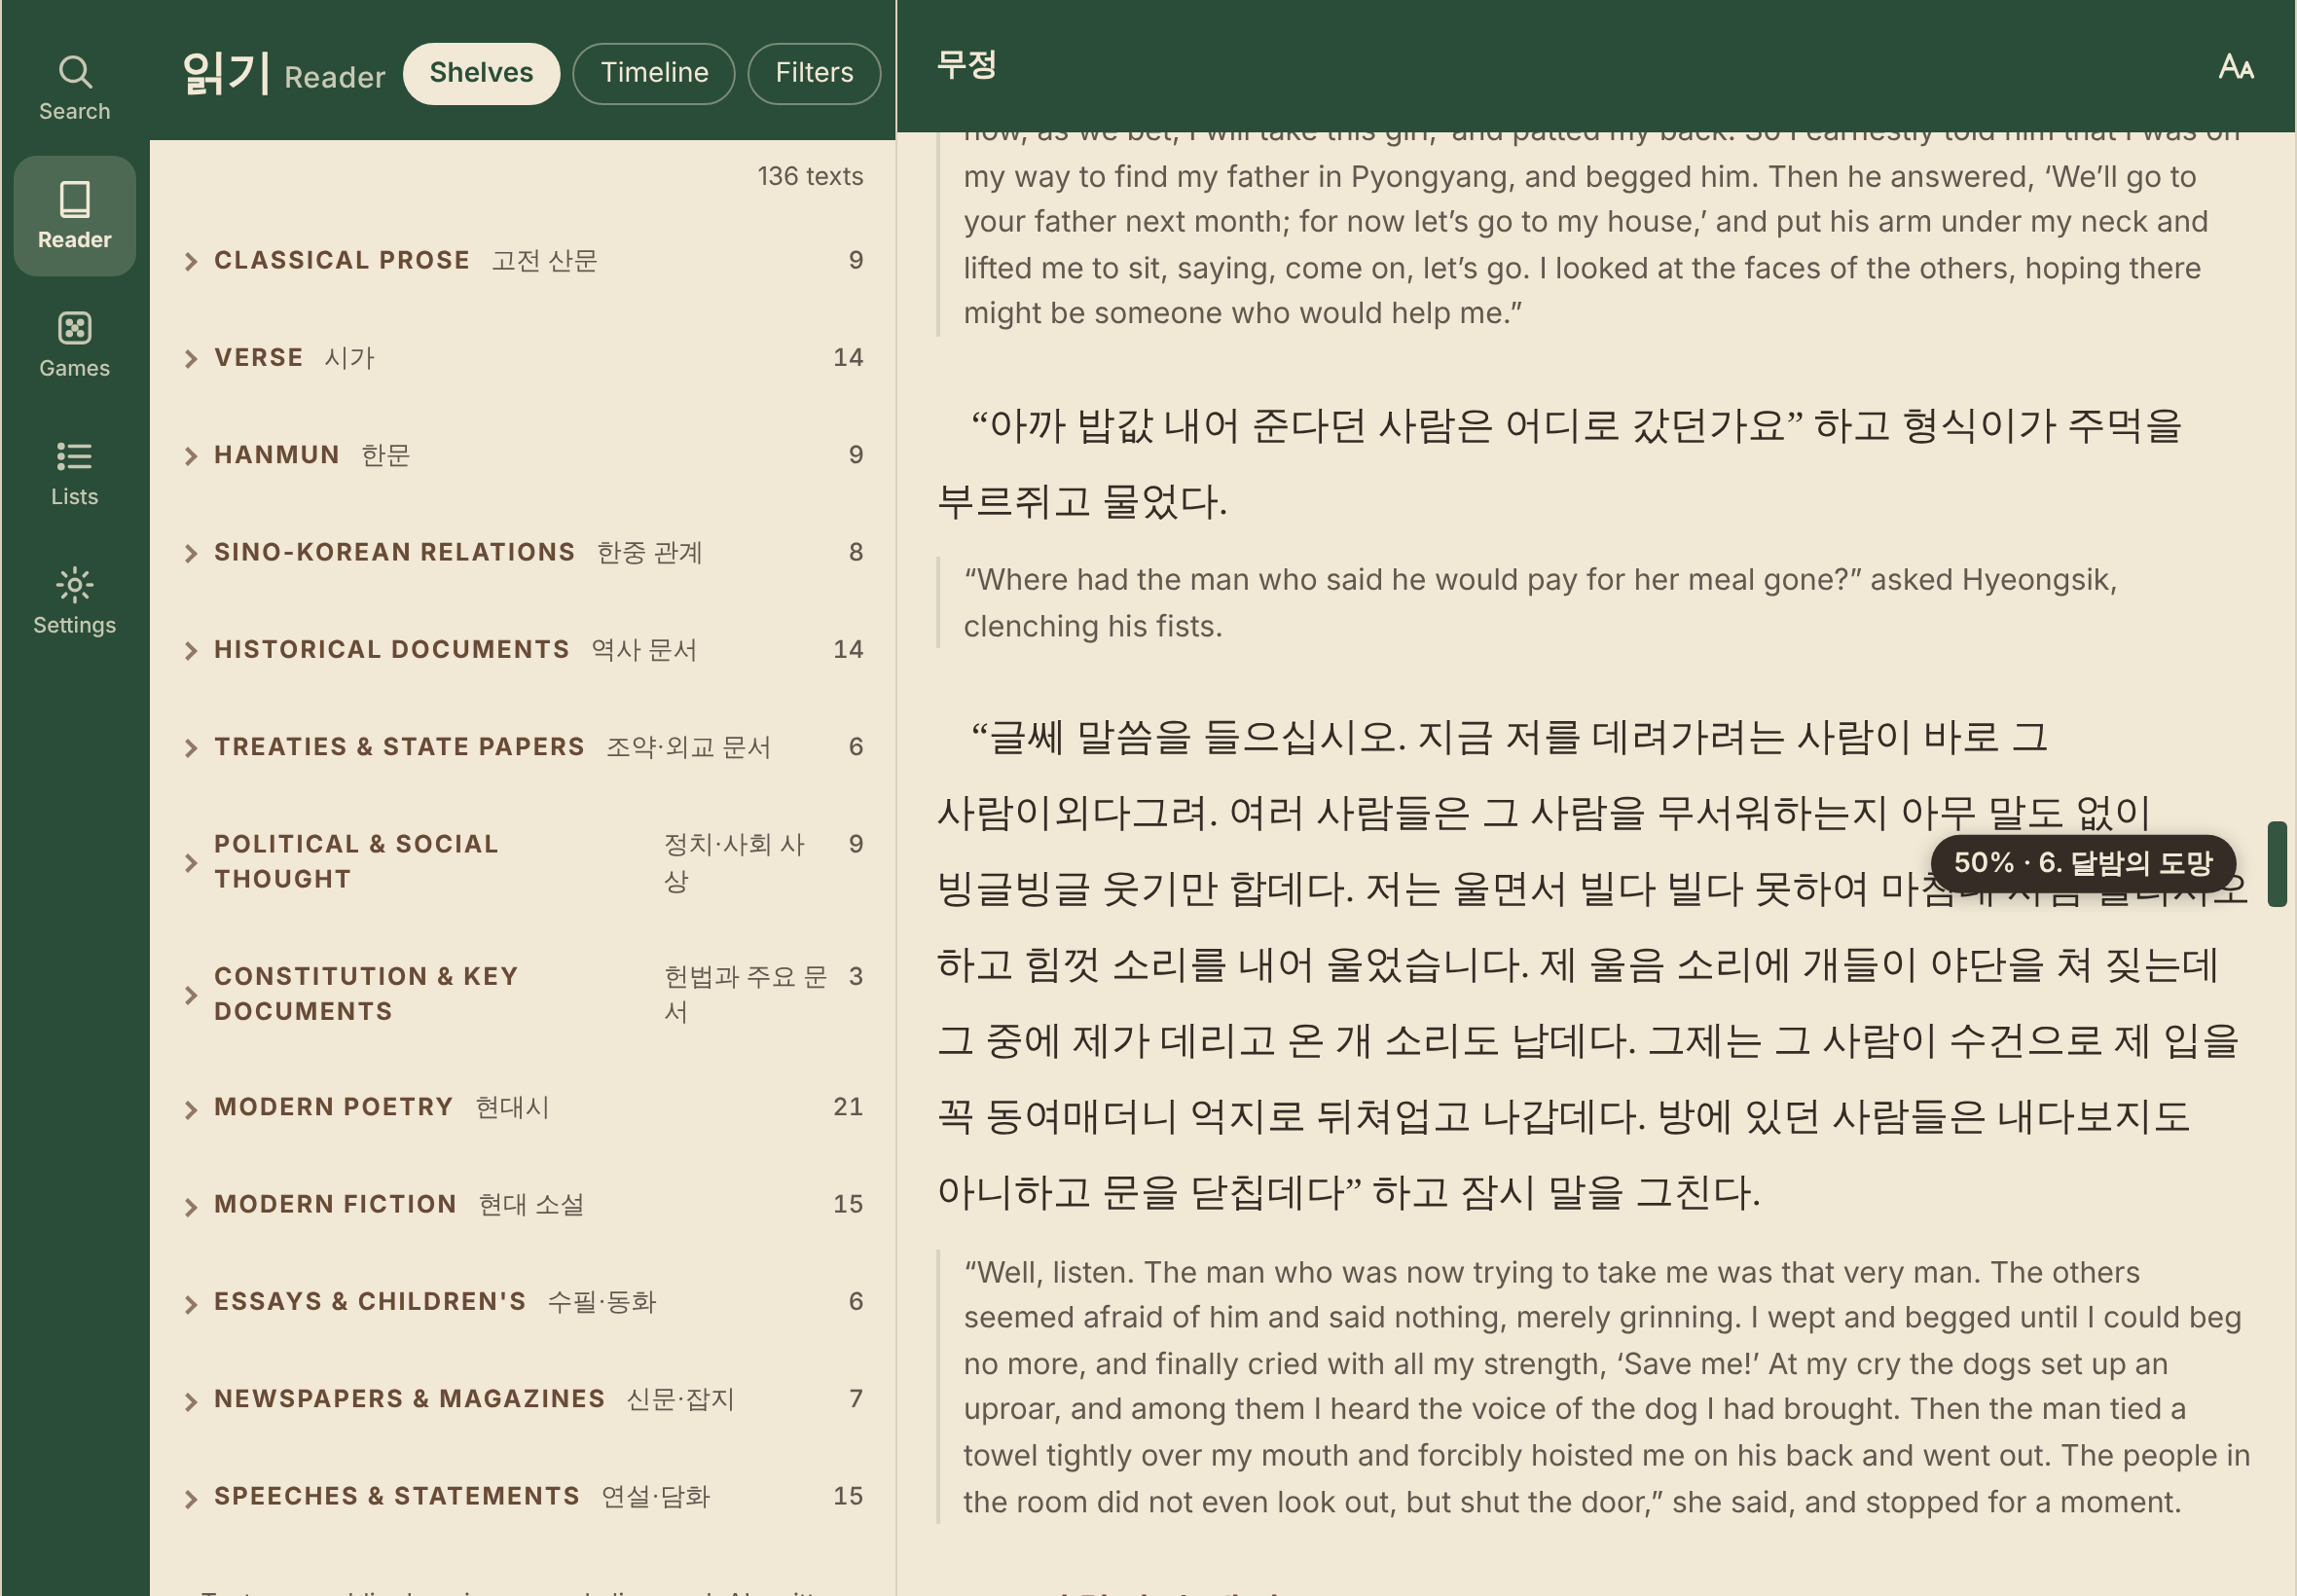 Search
Reader
Games
Lists
Settings
읽기 Reader
Shelves
Timeline
Filters
136 texts
CLASSICAL PROSE 고전 산문 9
VERSE 시가 14
HANMUN 한문 9
SINO-KOREAN RELATIONS 한중 관계 8
HISTORICAL DOCUMENTS 역사 문서 14
TREATIES & STATE PAPERS 조약·외교 문서 6
POLITICAL & SOCIAL 정치·사회 사 9
THOUGHT 상
CONSTITUTION & KEY 헌법과 주요 문 3
DOCUMENTS 서
MODERN POETRY 현대시 21
MODERN FICTION 현대 소설 15
ESSAYS & CHILDREN'S 수필·동화 6
NEWSPAPERS & MAGAZINES 신문·잡지 7
SPEECHES & STATEMENTS 연설·담화 15
무정
AA
now, as we bet, I will take this girl,’ and patted my back. So I earnestly told him that I was on
my way to find my father in Pyongyang, and begged him. Then he answered, ‘We’ll go to
your father next month; for now let’s go to my house,’ and put his arm under my neck and
lifted me to sit, saying, come on, let’s go. I looked at the faces of the others, hoping there
might be someone who would help me.”
“아까 밥값 내어 준다던 사람은 어디로 갔던가요” 하고 형식이가 주먹을
부르쥐고 물었다.
“Where had the man who said he would pay for her meal gone?” asked Hyeongsik,
clenching his fists.
“글쎄 말씀을 들으십시오. 지금 저를 데려가려는 사람이 바로 그
사람이외다그려. 여러 사람들은 그 사람을 무서워하는지 아무 말도 없이
빙글빙글 웃기만 합데다. 저는 울면서 빌다 빌다 못하여
50% · 6. 달밤의 도망
하고 힘껏 소리를 내어 울었습니다. 제 울음 소리에 개들이 야단을 쳐 짖는데
그 중에 제가 데리고 온 개 소리도 납데다. 그제는 그 사람이 수건으로 제 입을
꼭 동여매더니 억지로 뒤쳐업고 나갑데다. 방에 있던 사람들은 내다보지도
아니하고 문을 닫칩데다” 하고 잠시 말을 그친다.
“Well, listen. The man who was now trying to take me was that very man. The others
seemed afraid of him and said nothing, merely grinning. I wept and begged until I could beg
no more, and finally cried with all my strength, ‘Save me!’ At my cry the dogs set up an
uproar, and among them I heard the voice of the dog I had brought. Then the man tied a
towel tightly over my mouth and forcibly hoisted me on his back and went out. The people in
the room did not even look out, but shut the door,” she said, and stopped for a moment.